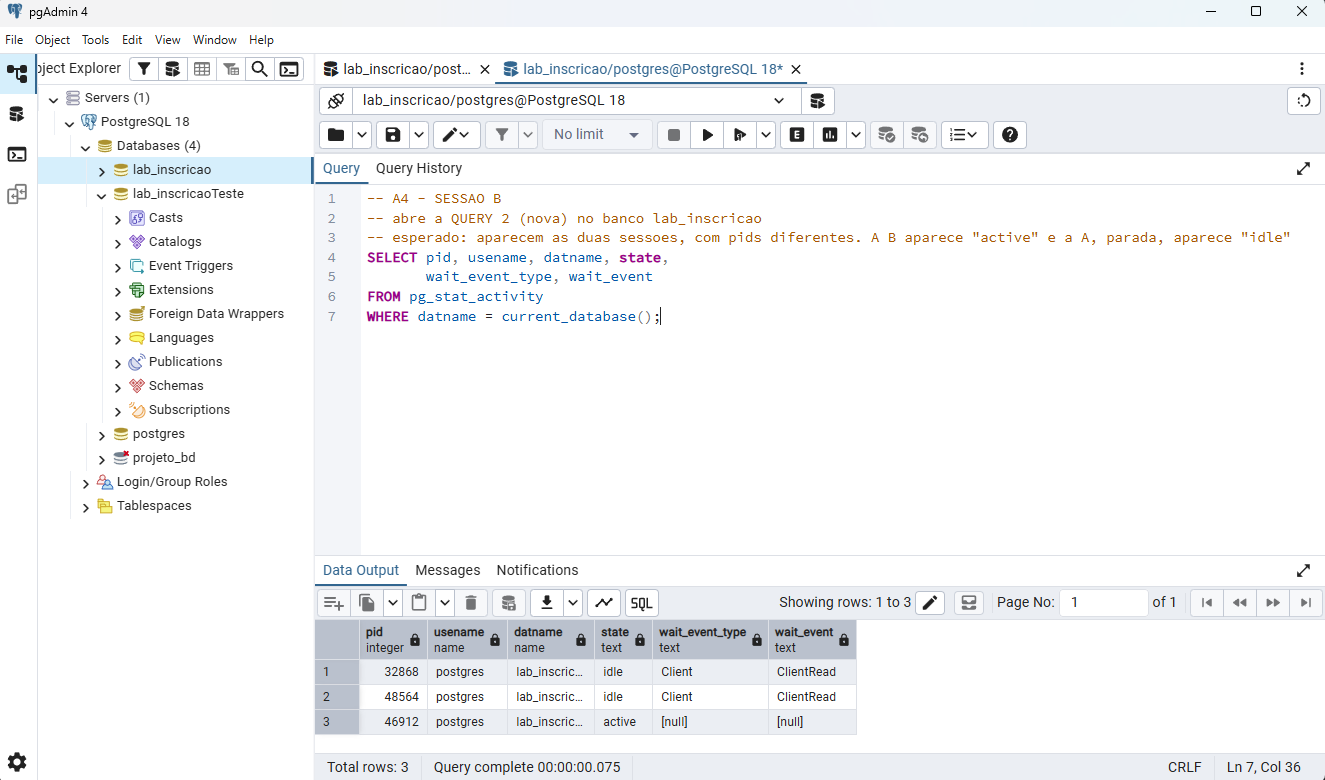 pgAdmin 4
File Object Tools Edit View Window Help
Object Explorer
Servers (1)
PostgreSQL 18
Databases (4)
lab_inscricao
lab_inscricaoTeste
Casts
Catalogs
Event Triggers
Extensions
Foreign Data Wrappers
Languages
Publications
Schemas
Subscriptions
postgres
projeto_bd
Login/Group Roles
Tablespaces
lab_inscricao/post... lab_inscricao/postgres@PostgreSQL 18*
lab_inscricao/postgres@PostgreSQL 18
No limit E
Query Query History
1 -- A4 - SESSAO B
2 -- abre a QUERY 2 (nova) no banco lab_inscricao
3 -- esperado: aparecem as duas sessoes, com pids diferentes. A B aparece "active" e a A, parada, aparece "idle"
4 SELECT pid, usename, datname, state,
5 wait_event_type, wait_event
6 FROM pg_stat_activity
7 WHERE datname = current_database();
Data Output Messages Notifications
SQL Showing rows: 1 to 3 Page No: 1 of 1
pid integer usename name datname name state text wait_event_type text wait_event text
1 32868 postgres lab_inscric... idle Client ClientRead
2 48564 postgres lab_inscric... idle Client ClientRead
3 46912 postgres lab_inscric... active [null] [null]
Total rows: 3 Query complete 00:00:00.075 CRLF Ln 7, Col 36